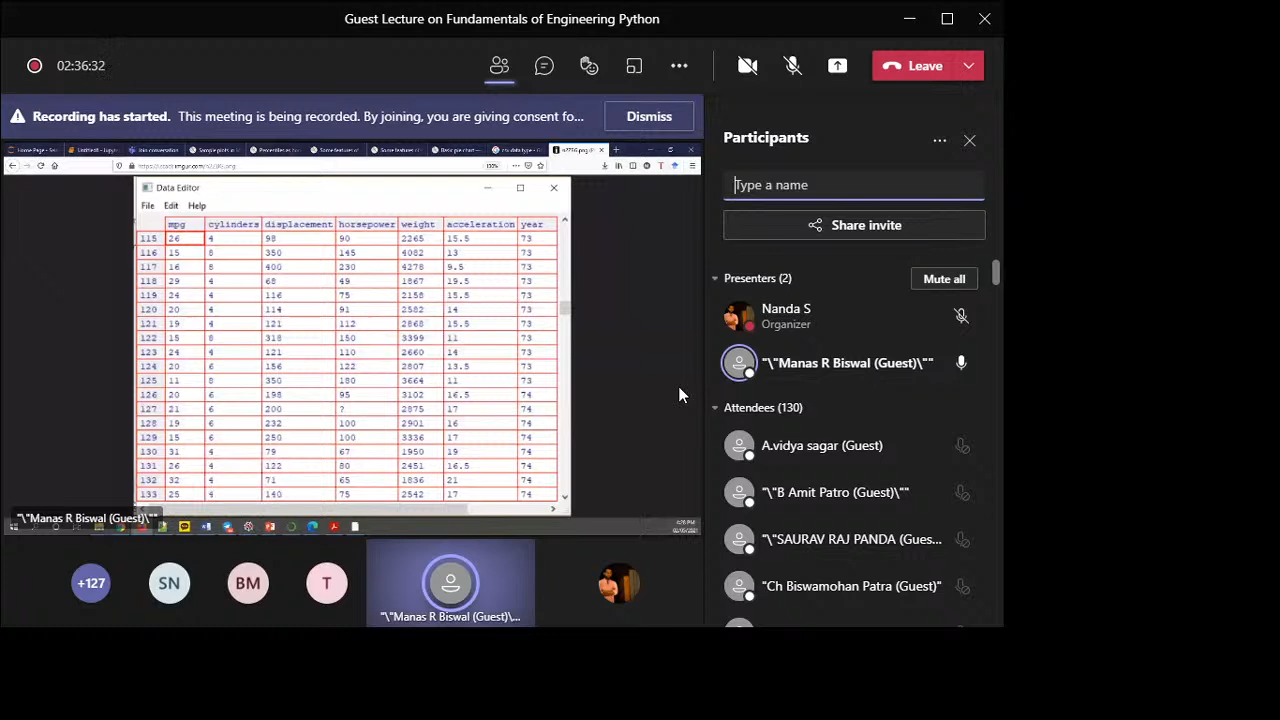 Guest Lecture on Fundamentals of Engineering Python
02:36:32
Leave
Recording has started. This meeting is being recorded. By joining, you are giving consent fo...
Dismiss
Data Editor
File Edit Help
mpg cylinders displacement horsepower weight acceleration year
115 26 4 98 90 2265 15.5 73
116 15 8 350 145 4082 13 73
117 16 8 400 230 4278 9.5 73
118 29 4 68 49 1867 19.5 73
119 24 4 116 75 2158 15.5 73
120 20 4 114 91 2582 14 73
121 19 4 121 112 2868 15.5 73
122 15 8 318 150 3399 11 73
123 24 4 121 110 2660 14 73
124 20 6 156 122 2807 13.5 73
125 11 8 350 180 3664 11 73
126 20 6 198 95 3102 16.5 74
127 21 6 200 ? 2875 17 74
128 19 6 232 100 2901 16 74
129 15 6 250 100 3336 17 74
130 31 4 79 67 1950 19 74
131 26 4 122 80 2451 16.5 74
132 32 4 71 65 1836 21 74
133 25 4 140 75 2542 17 74
"\"Manas R Biswal (Guest)\""
+127
SN
BM
T
"\"Manas R Biswal (Guest)\...
Participants
Type a name
Share invite
Presenters (2)
Mute all
Nanda S
Organizer
"\"Manas R Biswal (Guest)\""
Attendees (130)
A.vidya sagar (Guest)
"\"B Amit Patro (Guest)\""
"\"SAURAV RAJ PANDA (Gues...
"Ch Biswamohan Patra (Guest)"